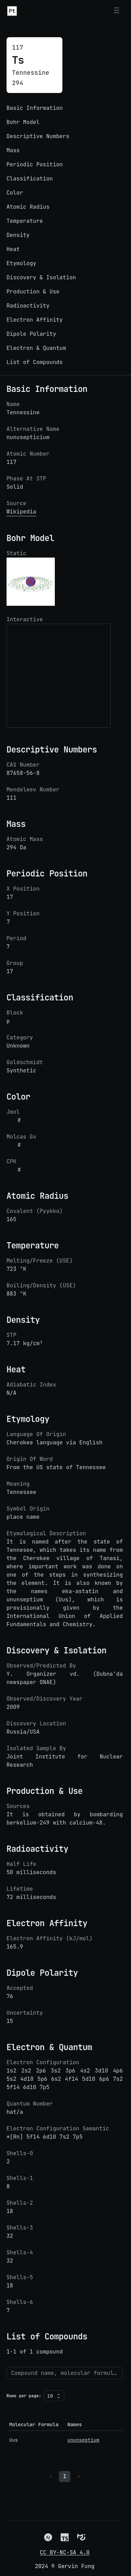 Pt
117
Ts
Tennessine
294
Basic Information
Bohr Model
Descriptive Numbers
Mass
Periodic Position
Classification
Color
Atomic Radius
Temperature
Density
Heat
Etymology
Discovery & Isolation
Production & Use
Radioactivity
Electron Affinity
Dipole Polarity
Electron & Quantum
List of Compounds
Basic Information
Name
Tennessine
Alternative Name
ununsepticium
Atomic Number
117
Phase At STP
Solid
Source
Wikipedia
Bohr Model
Static
Interactive
Descriptive Numbers
CAS Number
87658-56-8
Mendeleev Number
111
Mass
Atomic Mass
294 Da
Periodic Position
X Position
17
Y Position
7
Period
7
Group
17
Classification
Block
p
Category
Unknown
Goldschmidt
Synthetic
Color
Jmol
#
Molcas Gv
#
CPK
#
Atomic Radius
Covalent (Pyykko)
165
Temperature
Melting/Freeze (USE)
723 °K
Boiling/Density (USE)
883 °K
Density
STP
7.17 kg/cm³
Heat
Adiabatic Index
N/A
Etymology
Language Of Origin
Cherokee language via English
Origin Of Word
From the US state of Tennessee
Meaning
Tennessee
Symbol Origin
place name
Etymological Description
It is named after the state of
Tennesee, which takes its name from
the Cherokee village of Tanasi,
where important work was done on
one of the steps in synthesizing
the element. It is also known by
the names eka-astatin and
ununseptium (Uus), which is
provisionally given by the
International Union of Applied
Fundamentals and Chemistry.
Discovery & Isolation
Observed/Predicted By
Y. Organizer vd. (Dubna'da
newspaper ONAE)
Observed/Discovery Year
2009
Discovery Location
Russia/USA
Isolated Sample By
Joint Institute for Nuclear
Research
Production & Use
Sources
It is obtained by bombarding
berkelium-249 with calcium-48.
Radioactivity
Half Life
50 milliseconds
Lifetime
72 milliseconds
Electron Affinity
Electron Affinity (kJ/mol)
165.9
Dipole Polarity
Accepted
76
Uncertainty
15
Electron & Quantum
Electron Configuration
1s2 2s2 2p6 3s2 3p6 4s2 3d10 4p6
5s2 4d10 5p6 6s2 4f14 5d10 6p6 7s2
5f14 6d10 7p5
Quantum Number
hat/a
Electron Configuration Semantic
*[Rn] 5f14 6d10 7s2 7p5
Shells-0
2
Shells-1
8
Shells-2
18
Shells-3
32
Shells-4
32
Shells-5
18
Shells-6
7
List of Compounds
1-1 of 1 compound
Compound name, molecular formul…
Rows per page: 10
Molecular Formula Names
Uus ununseptium
‹ 1 ›
TS
CC BY-NC-SA 4.0
2024 © Gervin Fung